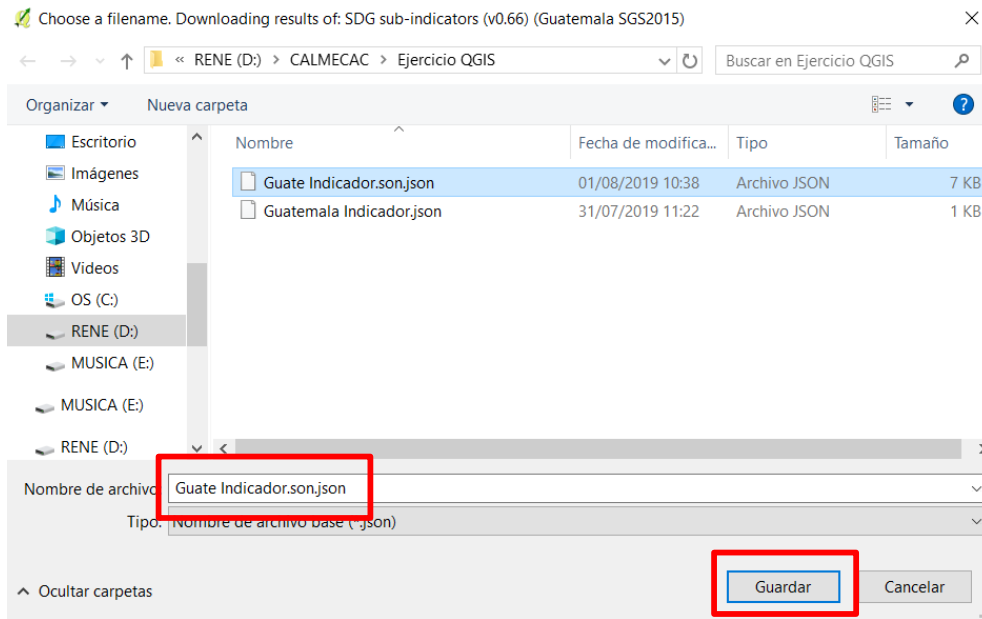 Choose a filename. Downloading results of: SDG sub-indicators (v0.66) (Guatemala SGS2015)
« RENE (D:) > CALMECAC > Ejercicio QGIS
Buscar en Ejercicio QGIS
Organizar
Nueva carpeta
Escritorio
Imágenes
Música
Objetos 3D
Videos
OS (C:)
RENE (D:)
MUSICA (E:)
MUSICA (E:)
RENE (D:)
Nombre Fecha de modifica... Tipo Tamaño
Guate Indicador.son.json 01/08/2019 10:38 Archivo JSON 7 KB
Guatemala Indicador.json 31/07/2019 11:22 Archivo JSON 1 KB
Nombre de archivo Guate Indicador.son.json
Tipo: Nombre de archivo base (*.json)
Ocultar carpetas
Guardar
Cancelar